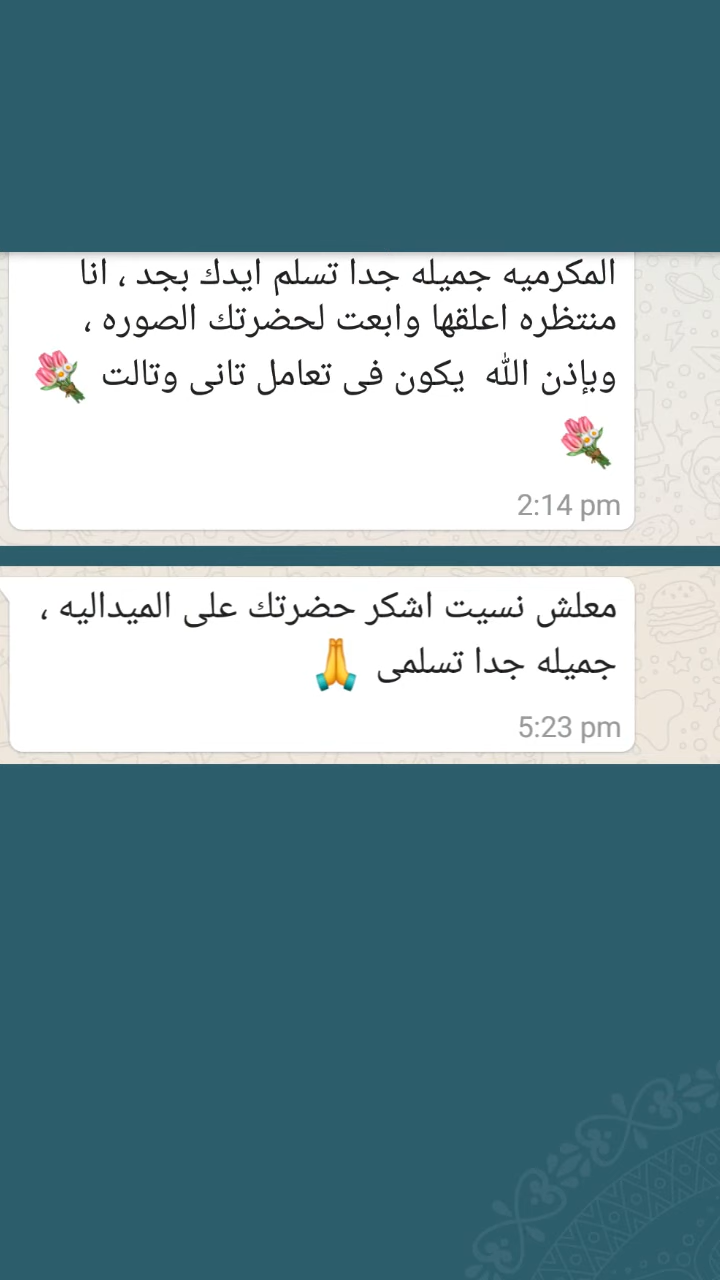 المكرميه جميله جدا تسلم ايدك بجد ، انا
منتظره اعلقها وابعت لحضرتك الصوره ،
وبإذن الله يكون فى تعامل تانى وتالت 💐
💐
2:14 pm
معلش نسيت اشكر حضرتك على الميداليه ،
جميله جدا تسلمى 🙏
5:23 pm